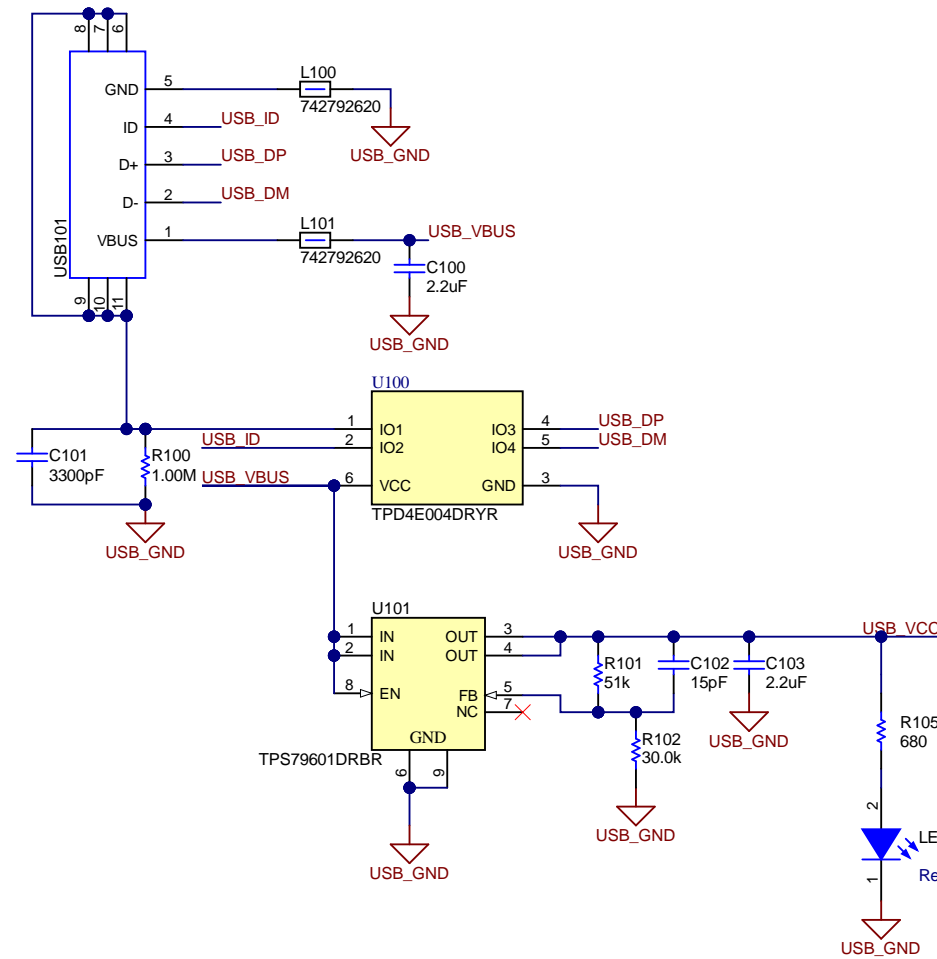 8 7 6
GND 5
L100
742792620
USB_GND
ID 4 USB_ID
D+ 3 USB_DP
D- 2 USB_DM
VBUS 1
L101
742792620
USB_VBUS
C100
2.2uF
USB_GND
USB101
9 10 11
C101
3300pF
R100
1.00M
USB_GND
U100
1 IO1 IO3 4 USB_DP
USB_ID 2 IO2 IO4 5 USB_DM
USB_VBUS 6 VCC GND 3
TPD4E004DRYR
USB_GND
U101
1 IN OUT 3
2 IN OUT 4
8 EN FB 5
NC 7
GND
TPS79601DRBR
6 9
USB_GND
R101
51k
C102
15pF
C103
2.2uF
USB_GND
R102
30.0k
USB_GND
USB_VCC
R105
680
2
LE
Re
1
USB_GND